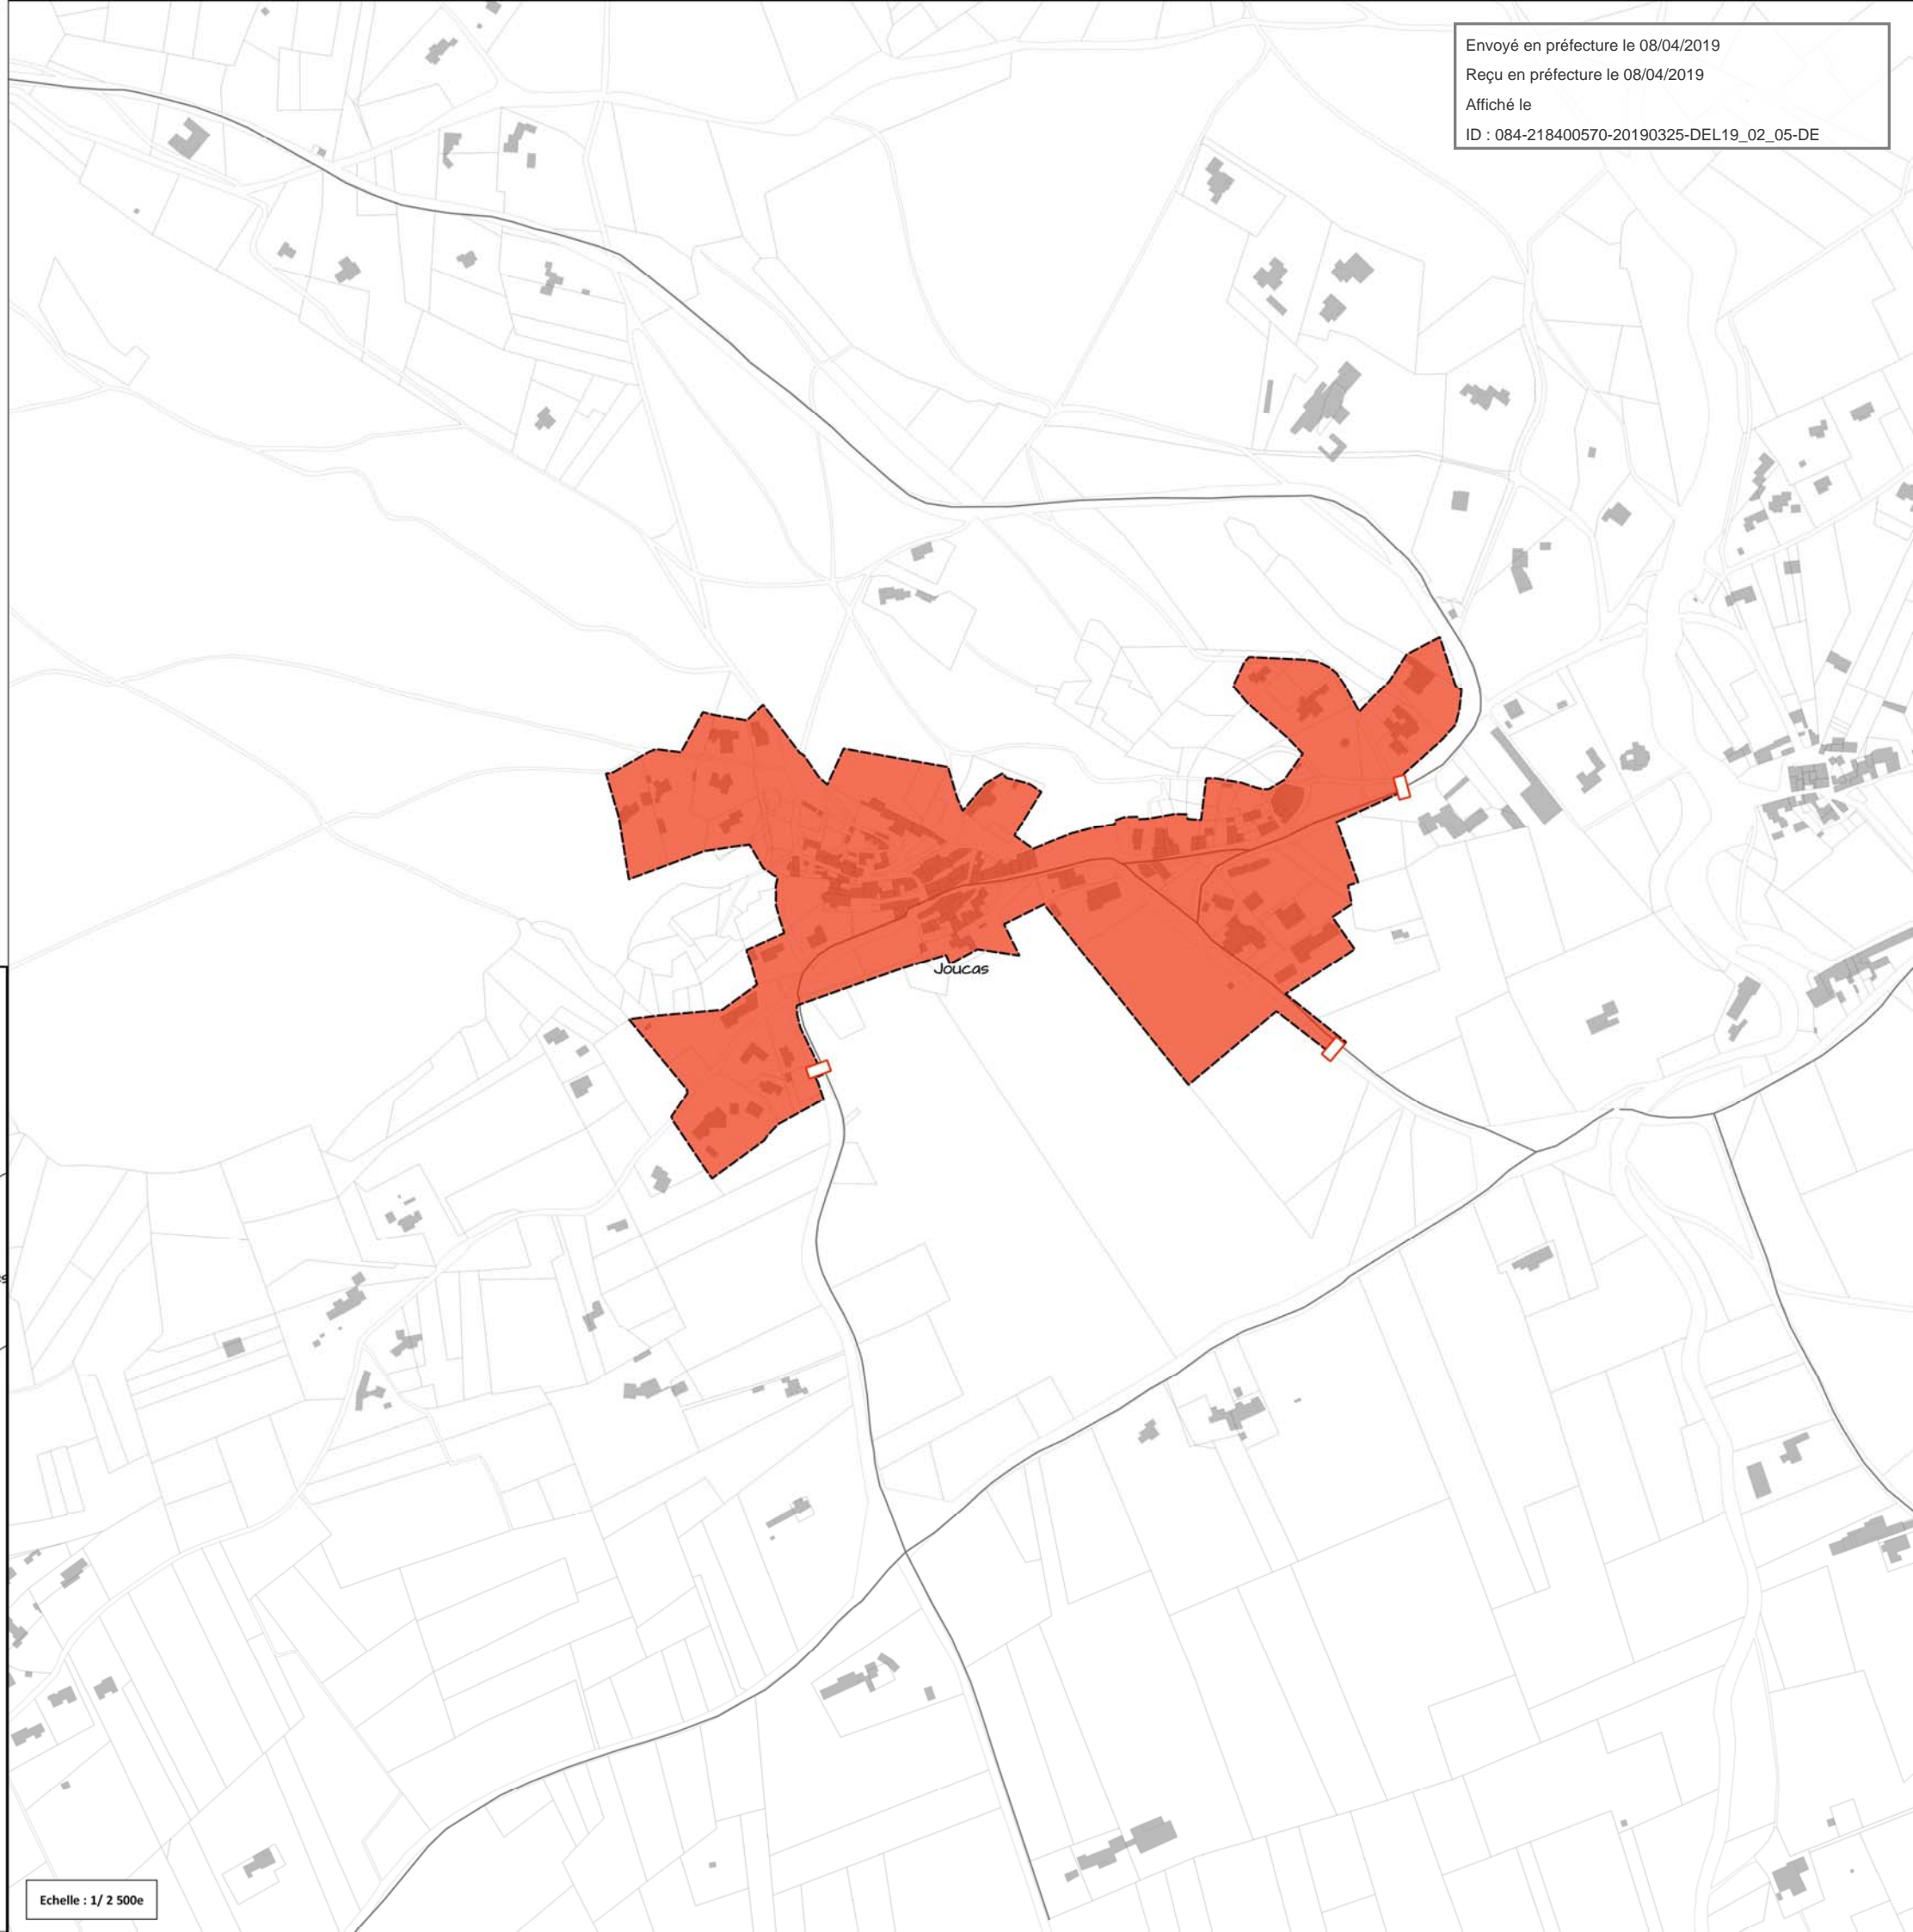 Envoyé en préfecture le 08/04/2019
Reçu en préfecture le 08/04/2019
Affiché le
ID : 084-218400570-20190325-DEL19_02_05-DE
Joucas
Echelle : 1/ 2 500e